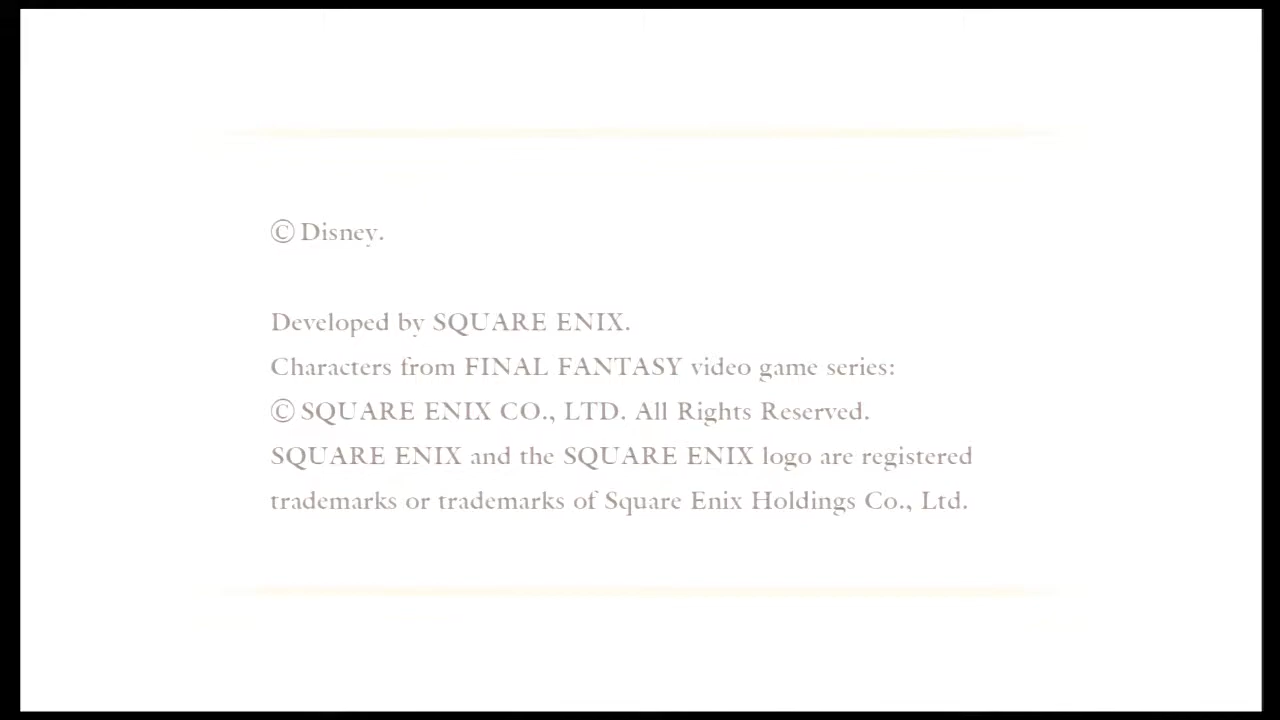 © Disney.
Developed by SQUARE ENIX.
Characters from FINAL FANTASY video game series:
© SQUARE ENIX CO., LTD. All Rights Reserved.
SQUARE ENIX and the SQUARE ENIX logo are registered
trademarks or trademarks of Square Enix Holdings Co., Ltd.